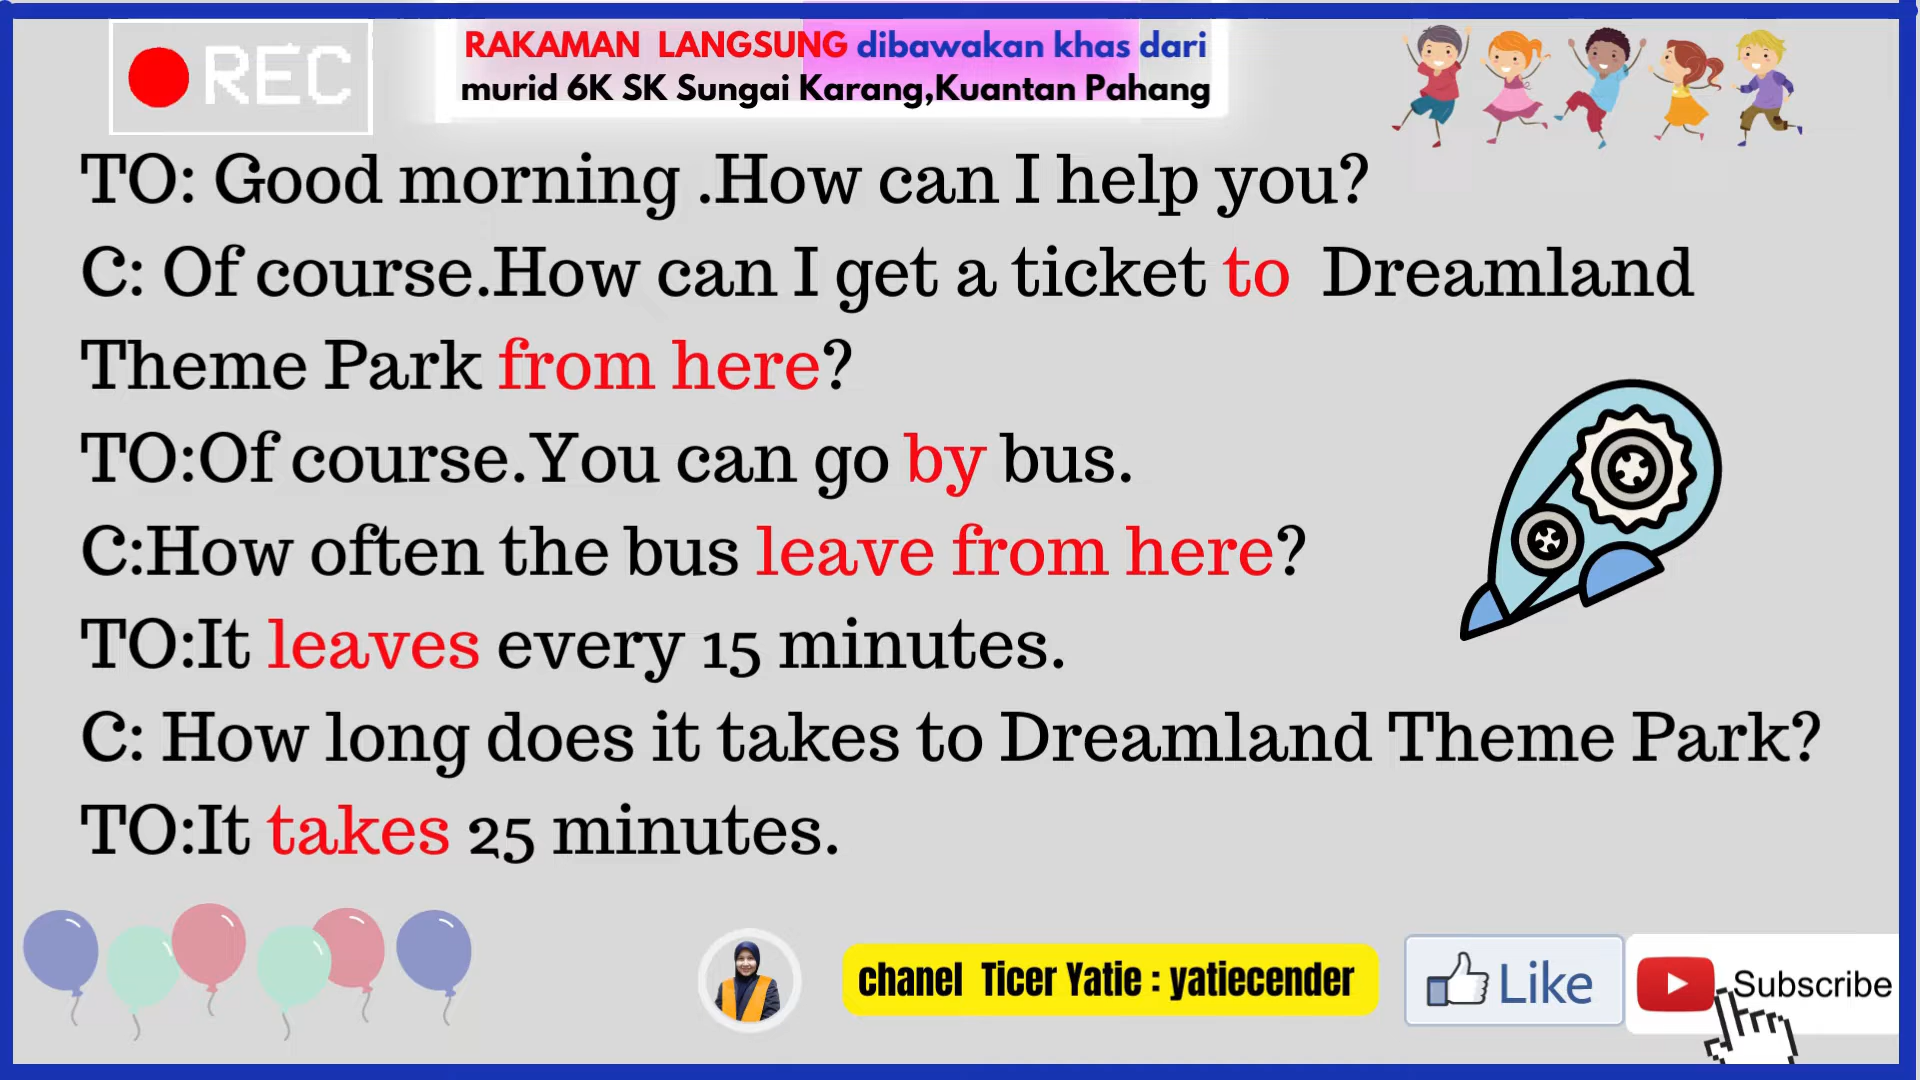 REC
RAKAMAN LANGSUNG dibawakan khas dari
murid 6K SK Sungai Karang,Kuantan Pahang
TO: Good morning .How can I help you?
C: Of course.How can I get a ticket to Dreamland
Theme Park from here?
TO:Of course.You can go by bus.
C:How often the bus leave from here?
TO:It leaves every 15 minutes.
C: How long does it takes to Dreamland Theme Park?
TO:It takes 25 minutes.
chanel Ticer Yatie : yatiecender
Like
Subscribe